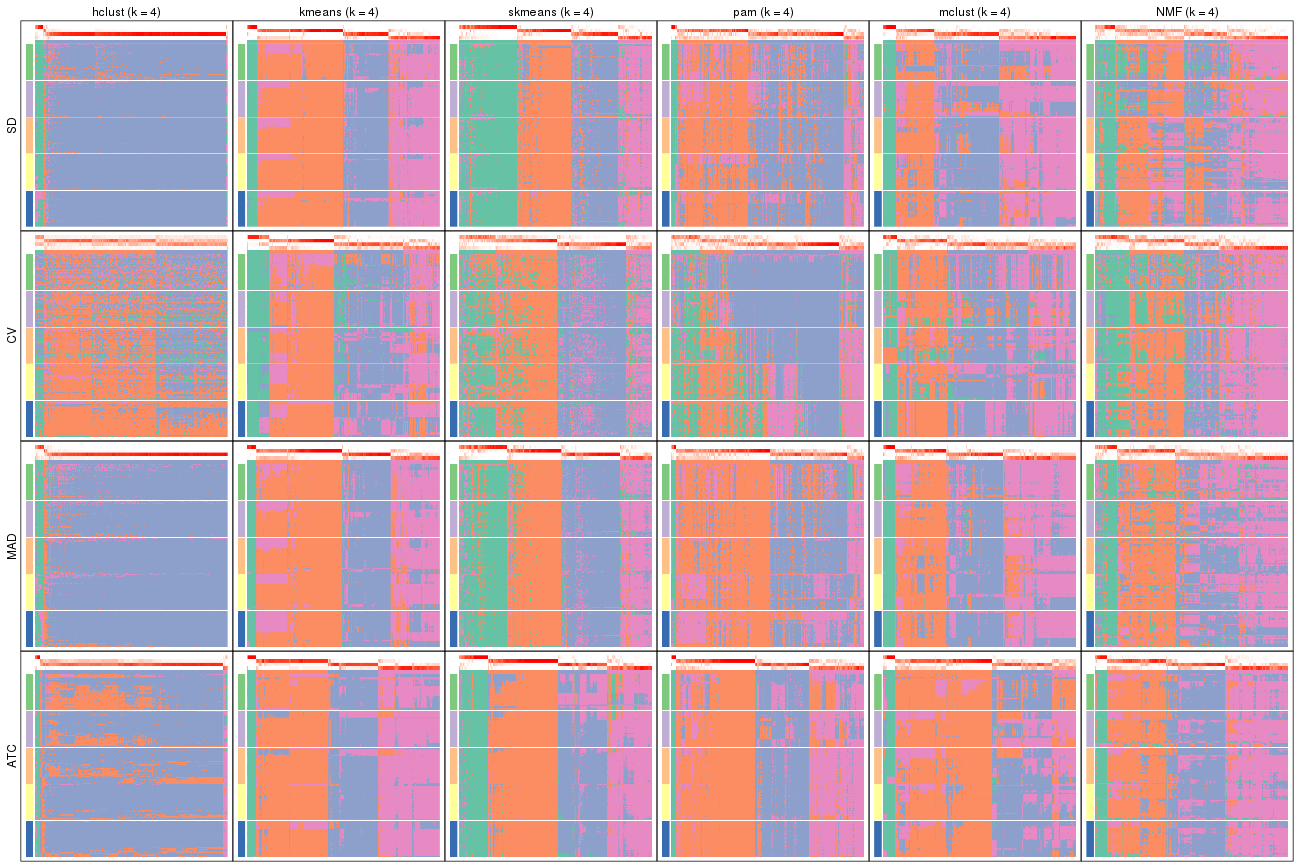 hclust (k = 4)
kmeans (k = 4)
skmeans (k = 4)
pam (k = 4)
mclust (k = 4)
NMF (k = 4)
SD
CV
MAD
ATC